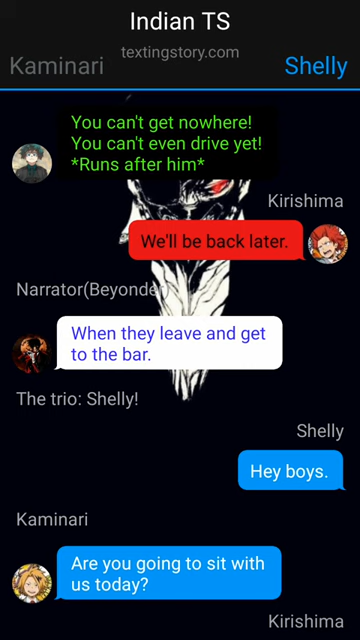 Indian TS
textingstory.com
Kaminari
Shelly
You can't get nowhere!
You can't even drive yet!
*Runs after him*
Kirishima
We'll be back later.
Narrator(Beyonder)
When they leave and get
to the bar.
The trio: Shelly!
Shelly
Hey boys.
Kaminari
Are you going to sit with
us today?
Kirishima